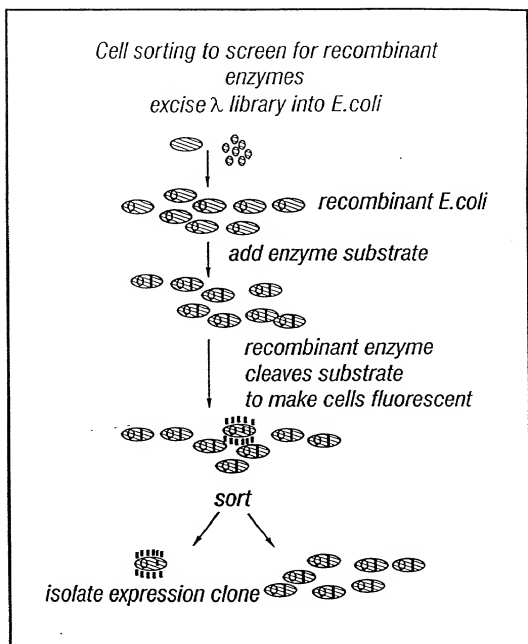 Cell sorting to screen for recombinant
enzymes
excise λ library into E.coli
recombinant E.coli
add enzyme substrate
recombinant enzyme
cleaves substrate
to make cells fluorescent
sort
isolate expression clone